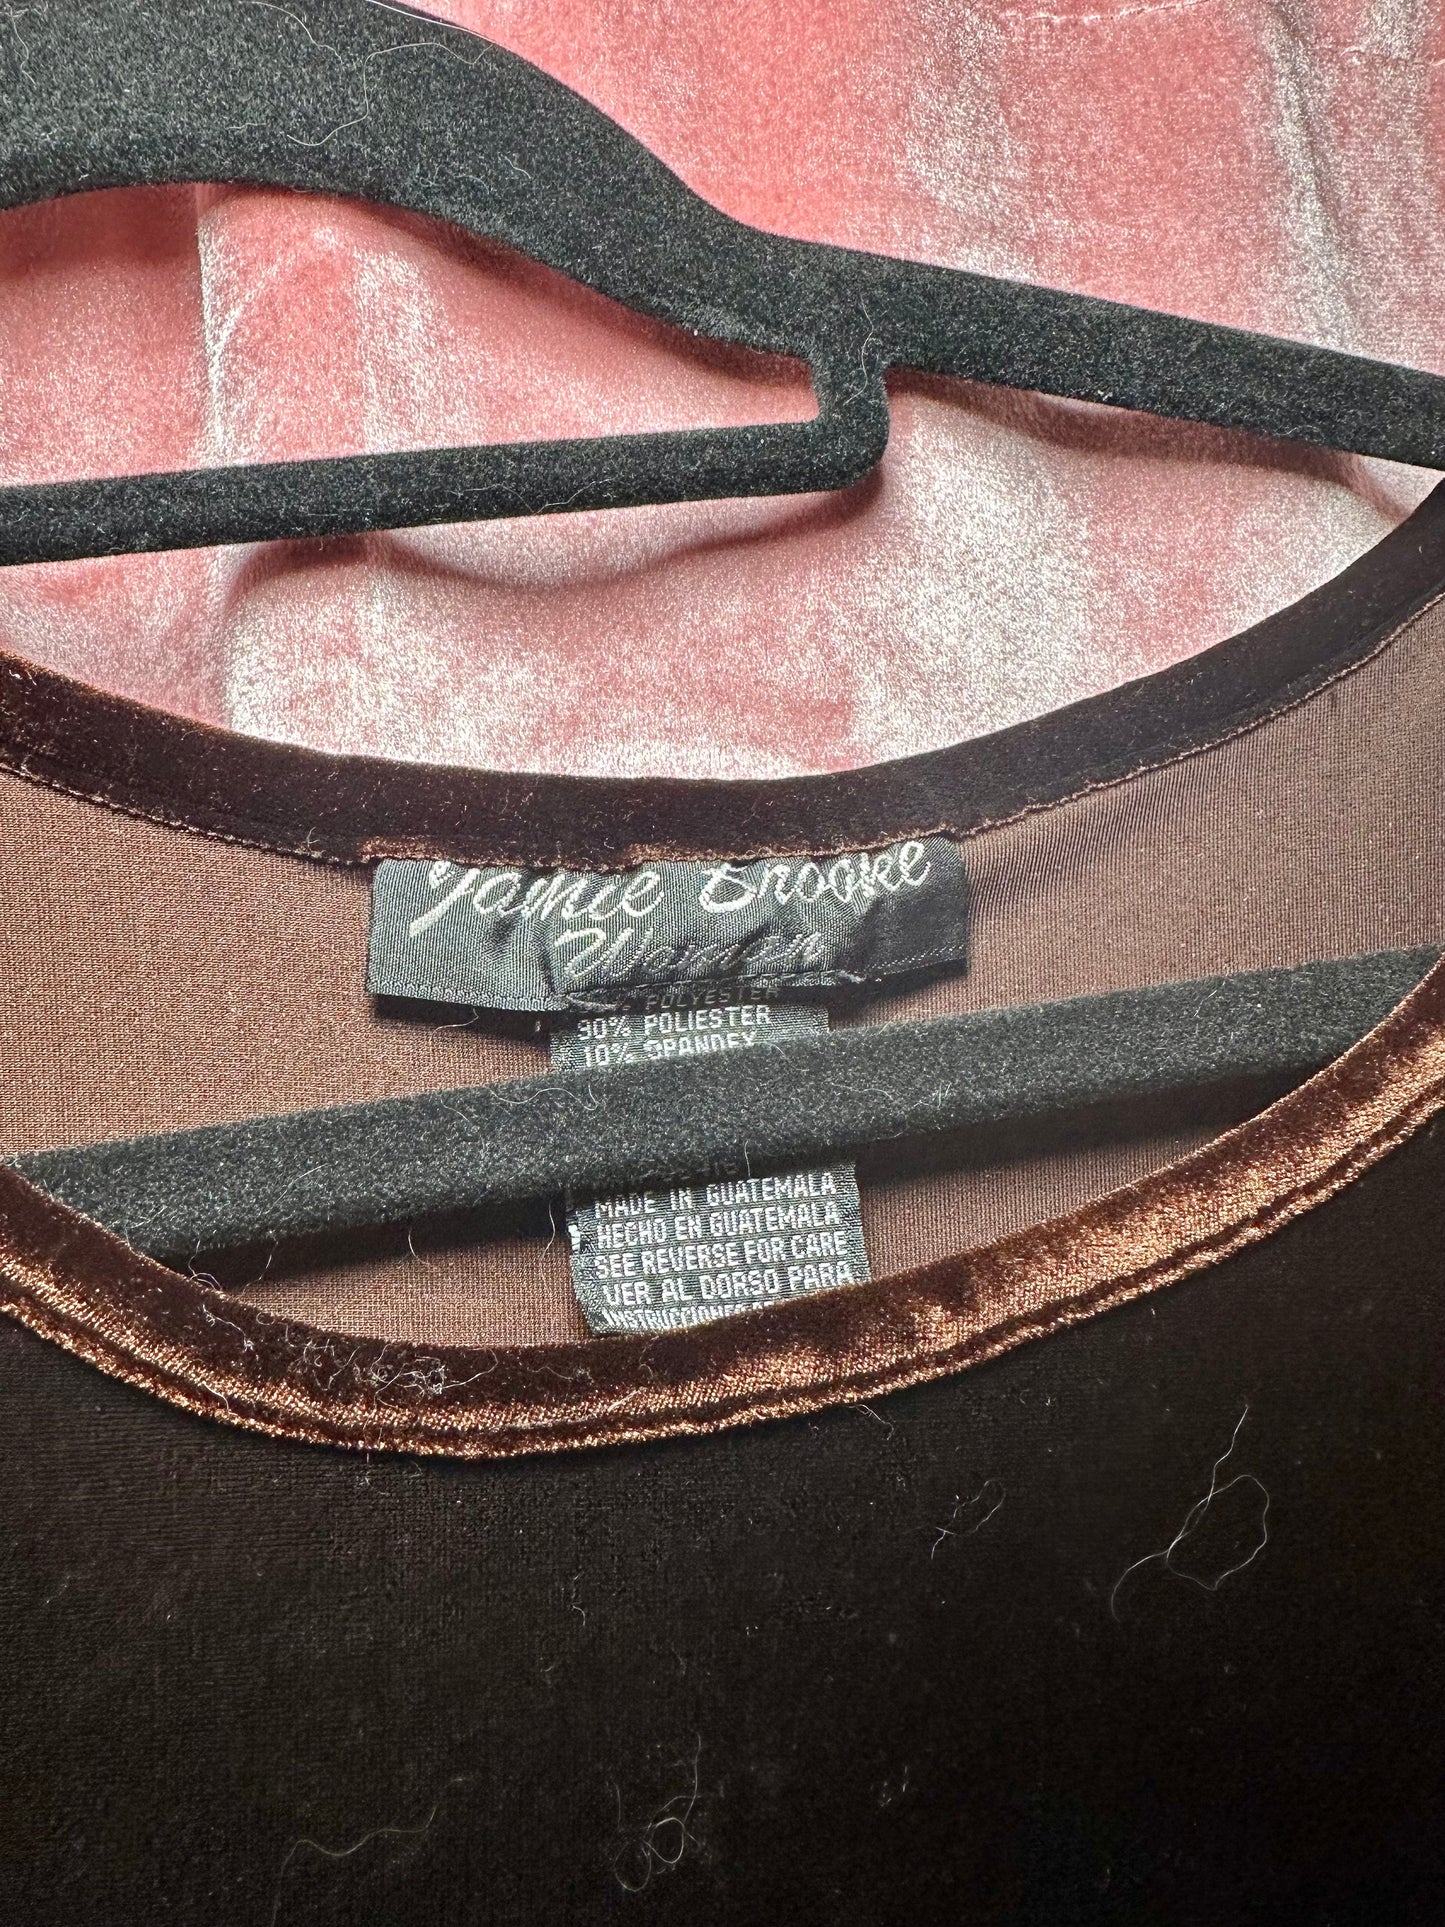 Jamie Brooke
Woman
% POLYESTER
90% POLIESTER
10% SPANDEX
MADE IN GUATEMALA
HECHO EN GUATEMALA
SEE REVERSE FOR CARE
VER AL DORSO PARA